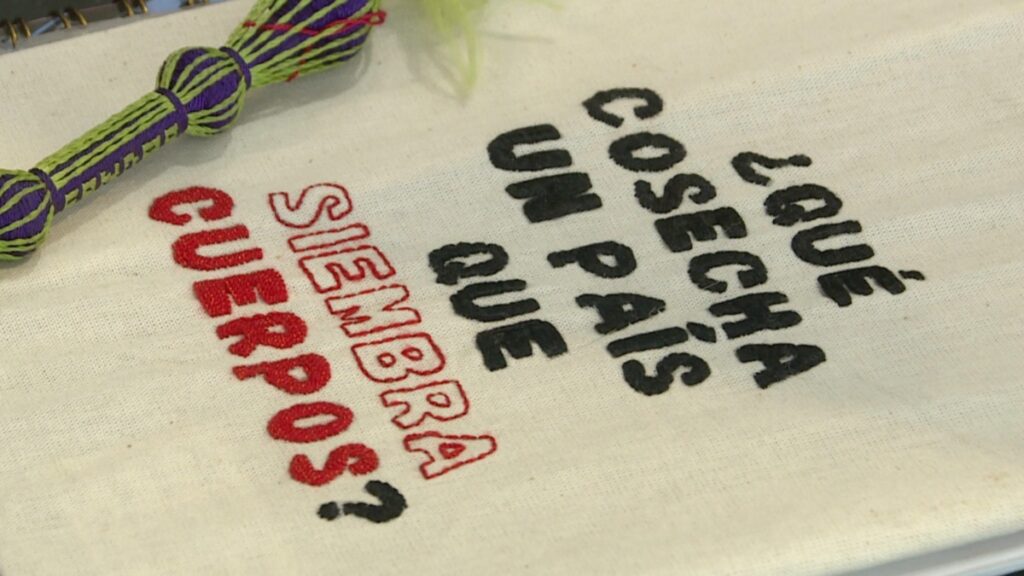 ¿QUÉ
COSECHA
UN PAÍS
QUE
SIEMBRA
CUERPOS?